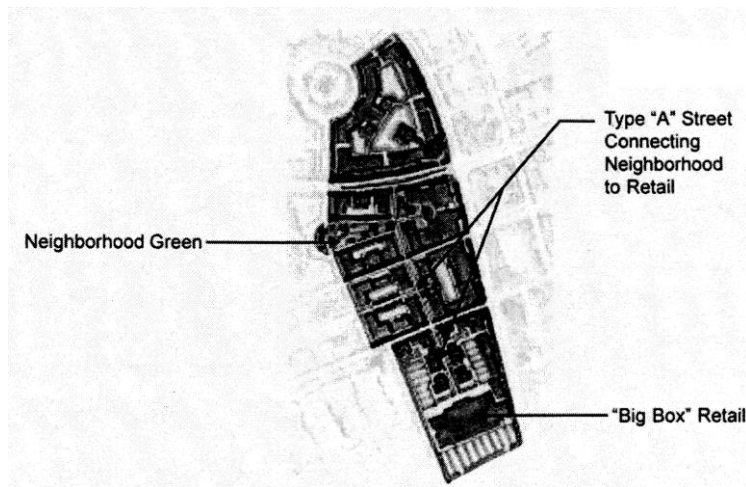 Type “A” Street
Connecting
Neighborhood
to Retail
Neighborhood Green
“Big Box” Retail